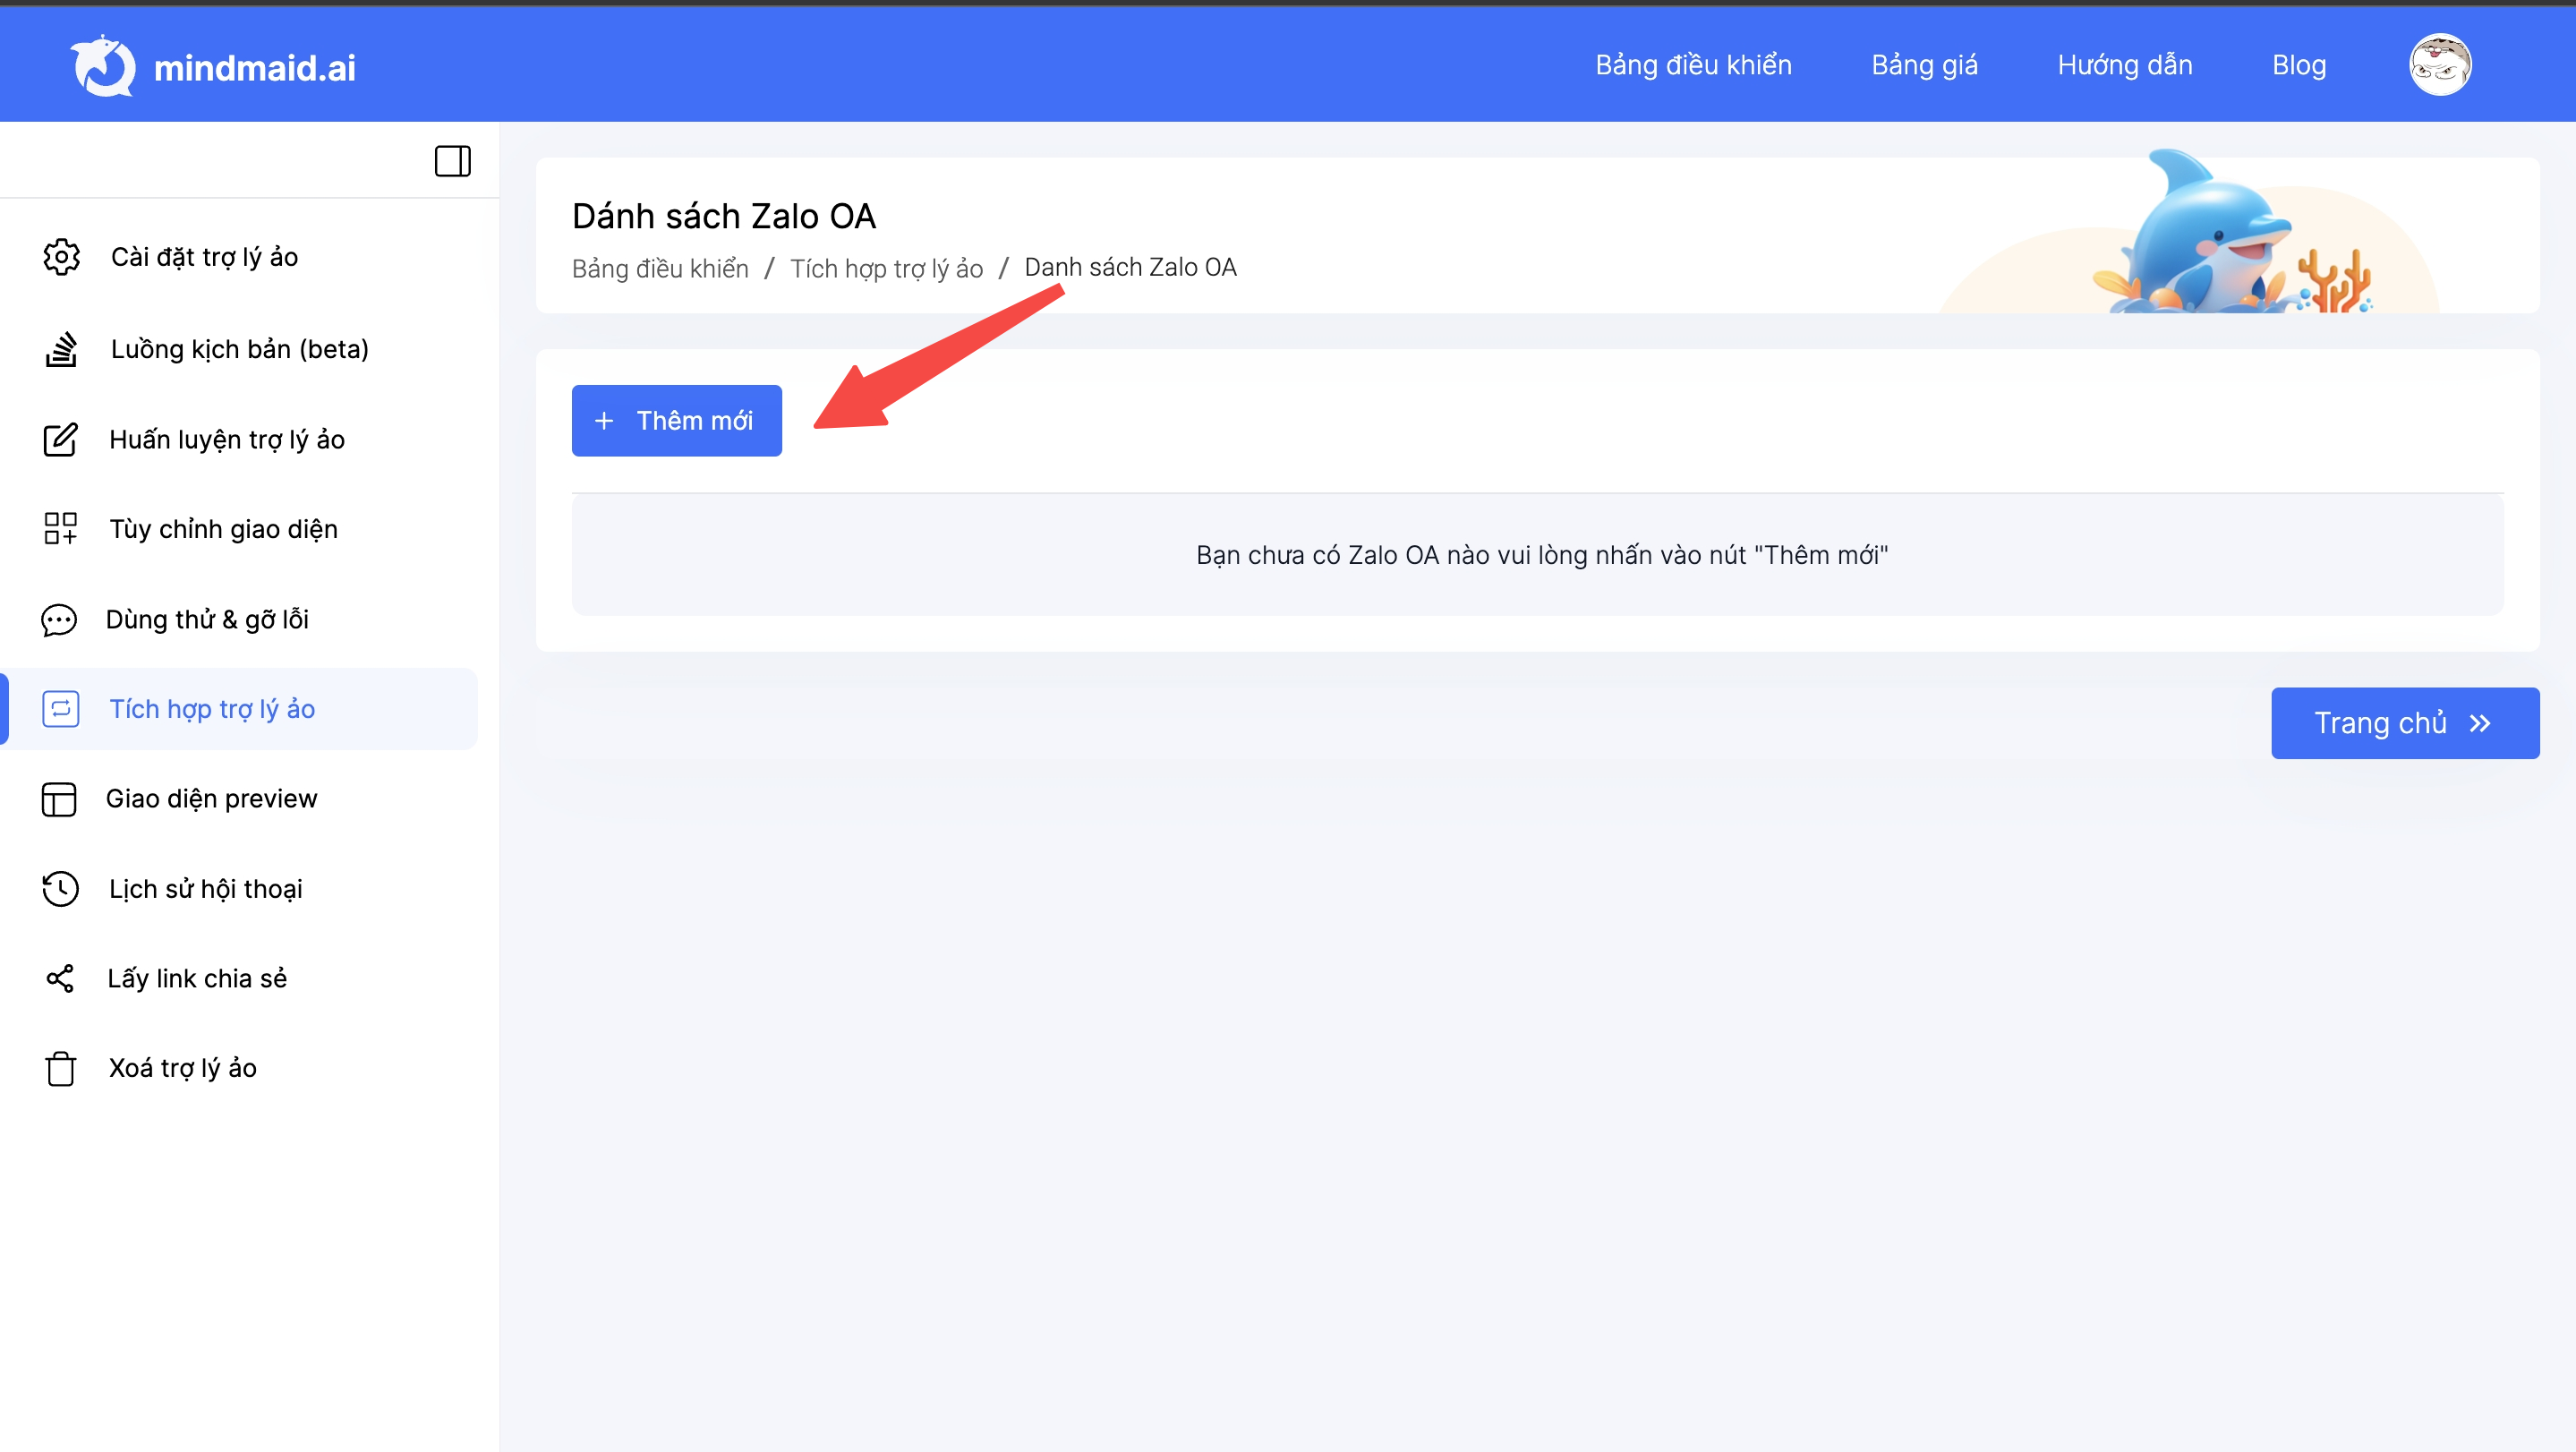 mindmaid.ai
Bảng điều khiển
Bảng giá
Hướng dẫn
Blog
Cài đặt trợ lý ảo
Luồng kịch bản (beta)
Huấn luyện trợ lý ảo
Tùy chỉnh giao diện
Dùng thử & gỡ lỗi
Tích hợp trợ lý ảo
Giao diện preview
Lịch sử hội thoại
Lấy link chia sẻ
Xoá trợ lý ảo
Dánh sách Zalo OA
Bảng điều khiển / Tích hợp trợ lý ảo / Danh sách Zalo OA
+ Thêm mới
Bạn chưa có Zalo OA nào vui lòng nhấn vào nút "Thêm mới"
Trang chủ